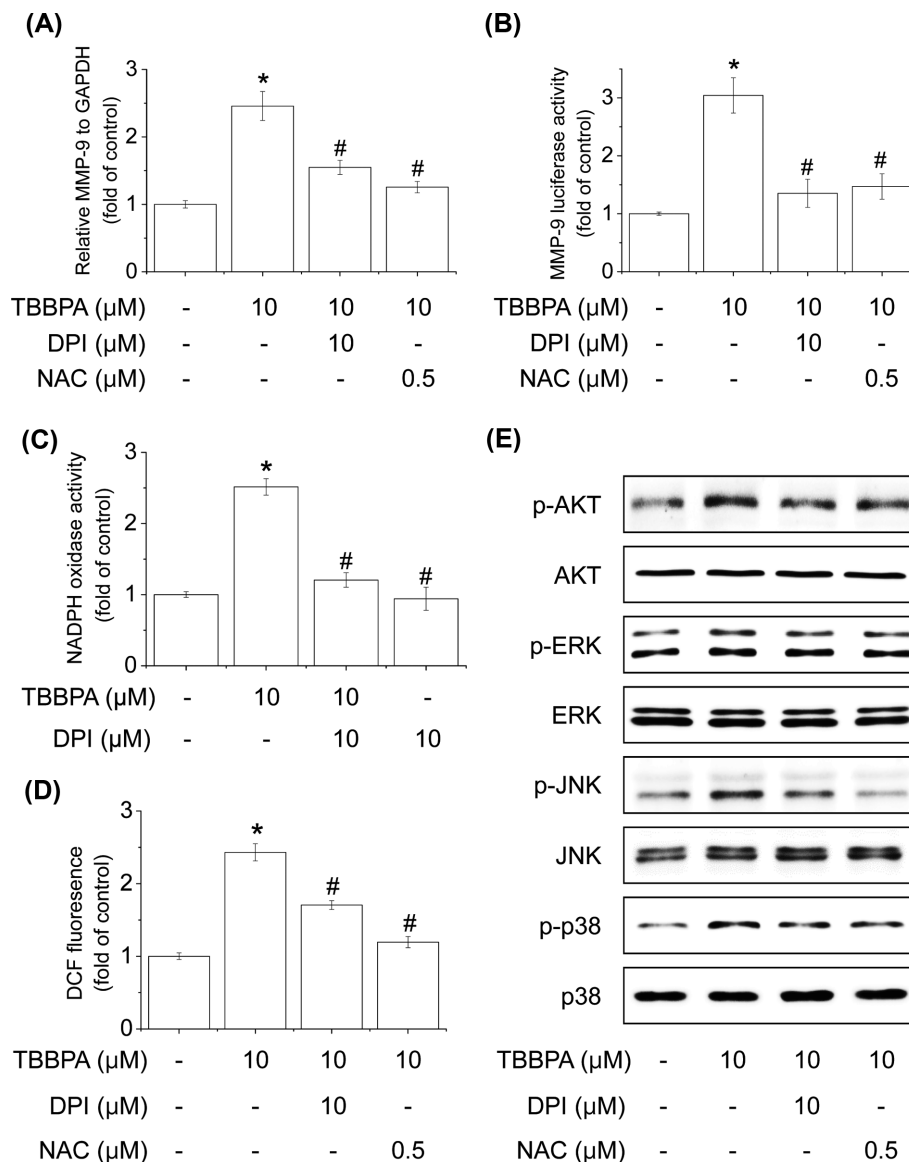 (A)
Relative MMP-9 to GAPDH
(fold of control)
3
2
1
0
*
#
#
TBBPA (µM) - 10 10 10
DPI (µM) - - 10 -
NAC (µM) - - - 0.5
(B)
MMP-9 luciferase activity
(fold of control)
3
2
1
0
*
#
#
TBBPA (µM) - 10 10 10
DPI (µM) - - 10 -
NAC (µM) - - - 0.5
(C)
NADPH oxidase activity
(fold of control)
3
2
1
0
*
#
#
TBBPA (µM) - 10 10 -
DPI (µM) - - 10 10
(D)
DCF fluoresence
(fold of control)
3
2
1
0
*
#
#
TBBPA (µM) - 10 10 10
DPI (µM) - - 10 -
NAC (µM) - - - 0.5
(E)
p-AKT
AKT
p-ERK
ERK
p-JNK
JNK
p-p38
p38
TBBPA (µM) - 10 10 10
DPI (µM) - - 10 -
NAC (µM) - - - 0.5